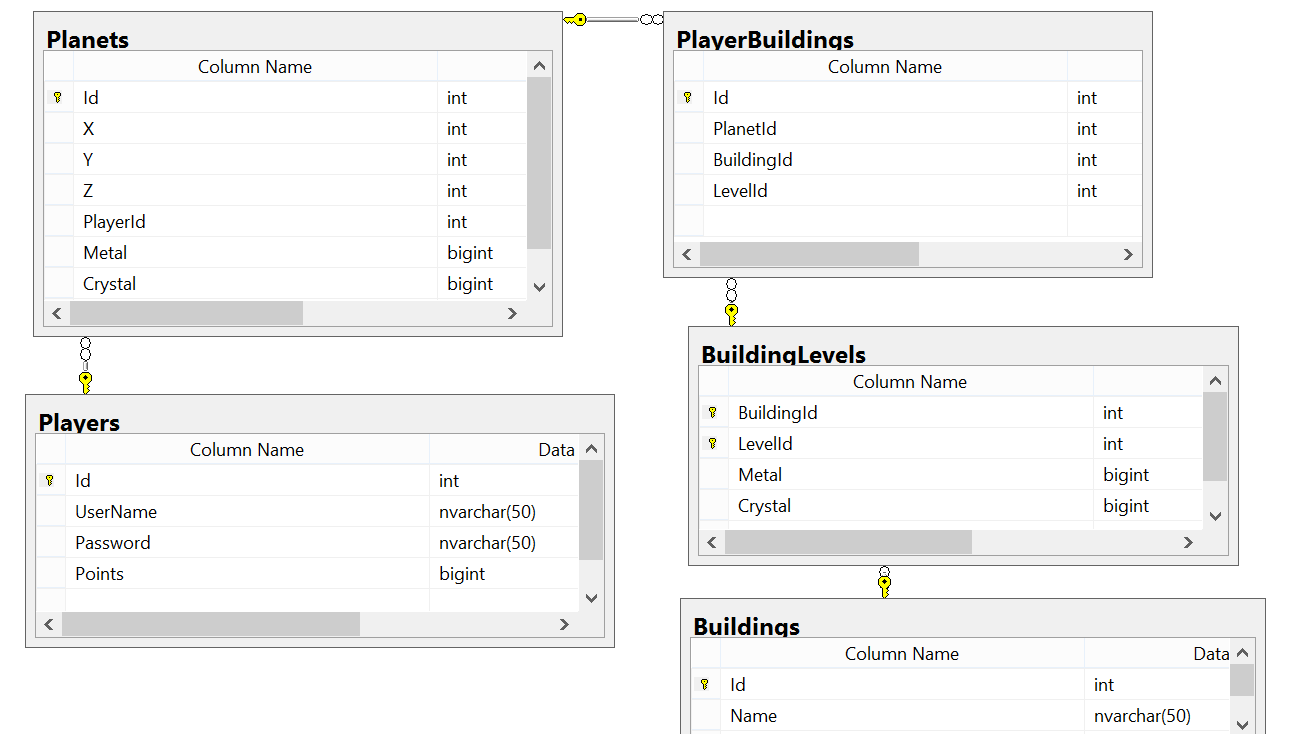 Planets
Column Name
Id int
X int
Y int
Z int
PlayerId int
Metal bigint
Crystal bigint
PlayerBuildings
Column Name
Id int
PlanetId int
BuildingId int
LevelId int
Players
Column Name Data
Id int
UserName nvarchar(50)
Password nvarchar(50)
Points bigint
BuildingLevels
Column Name
BuildingId int
LevelId int
Metal bigint
Crystal bigint
Buildings
Column Name Data
Id int
Name nvarchar(50)